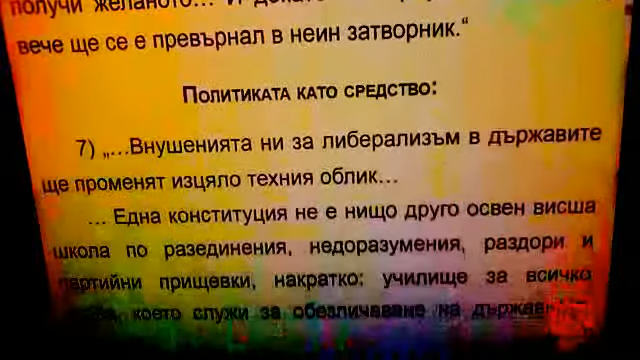 получи желаното... И
вече ще се е превърнал в неин затворник.“
Политиката като средство:
7) „...Внушенията ни за либерализъм в държавите
ще променят изцяло техния облик...
... Една конституция не е нищо друго освен висша
школа по разединения, недоразумения, раздори и
партийни прищевки, накратко: училище за всичко
което служи за обезличаване на